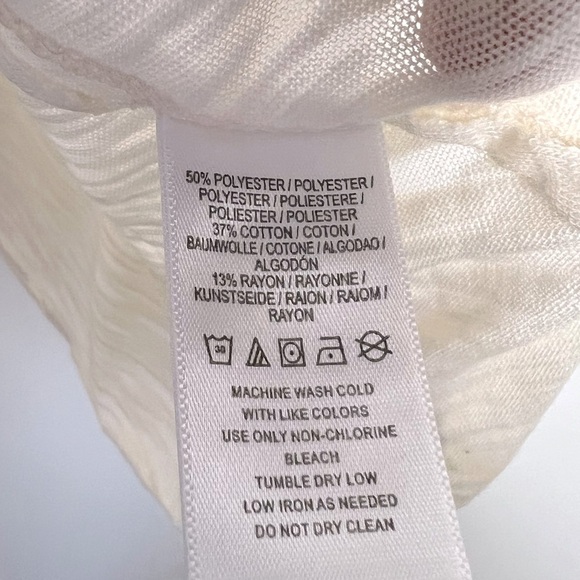 50% POLYESTER / POLYESTER /
POLYESTER / POLIESTERE /
POLIESTER / POLIESTER
37% COTTON / COTON /
BAUMWOLLE / COTONE / ALGODAO /
ALGODÓN
13% RAYON / RAYONNE /
KUNSTSEIDE / RAION / RAIOM /
RAYON
30
MACHINE WASH COLD
WITH LIKE COLORS
USE ONLY NON-CHLORINE
BLEACH
TUMBLE DRY LOW
LOW IRON AS NEEDED
DO NOT DRY CLEAN